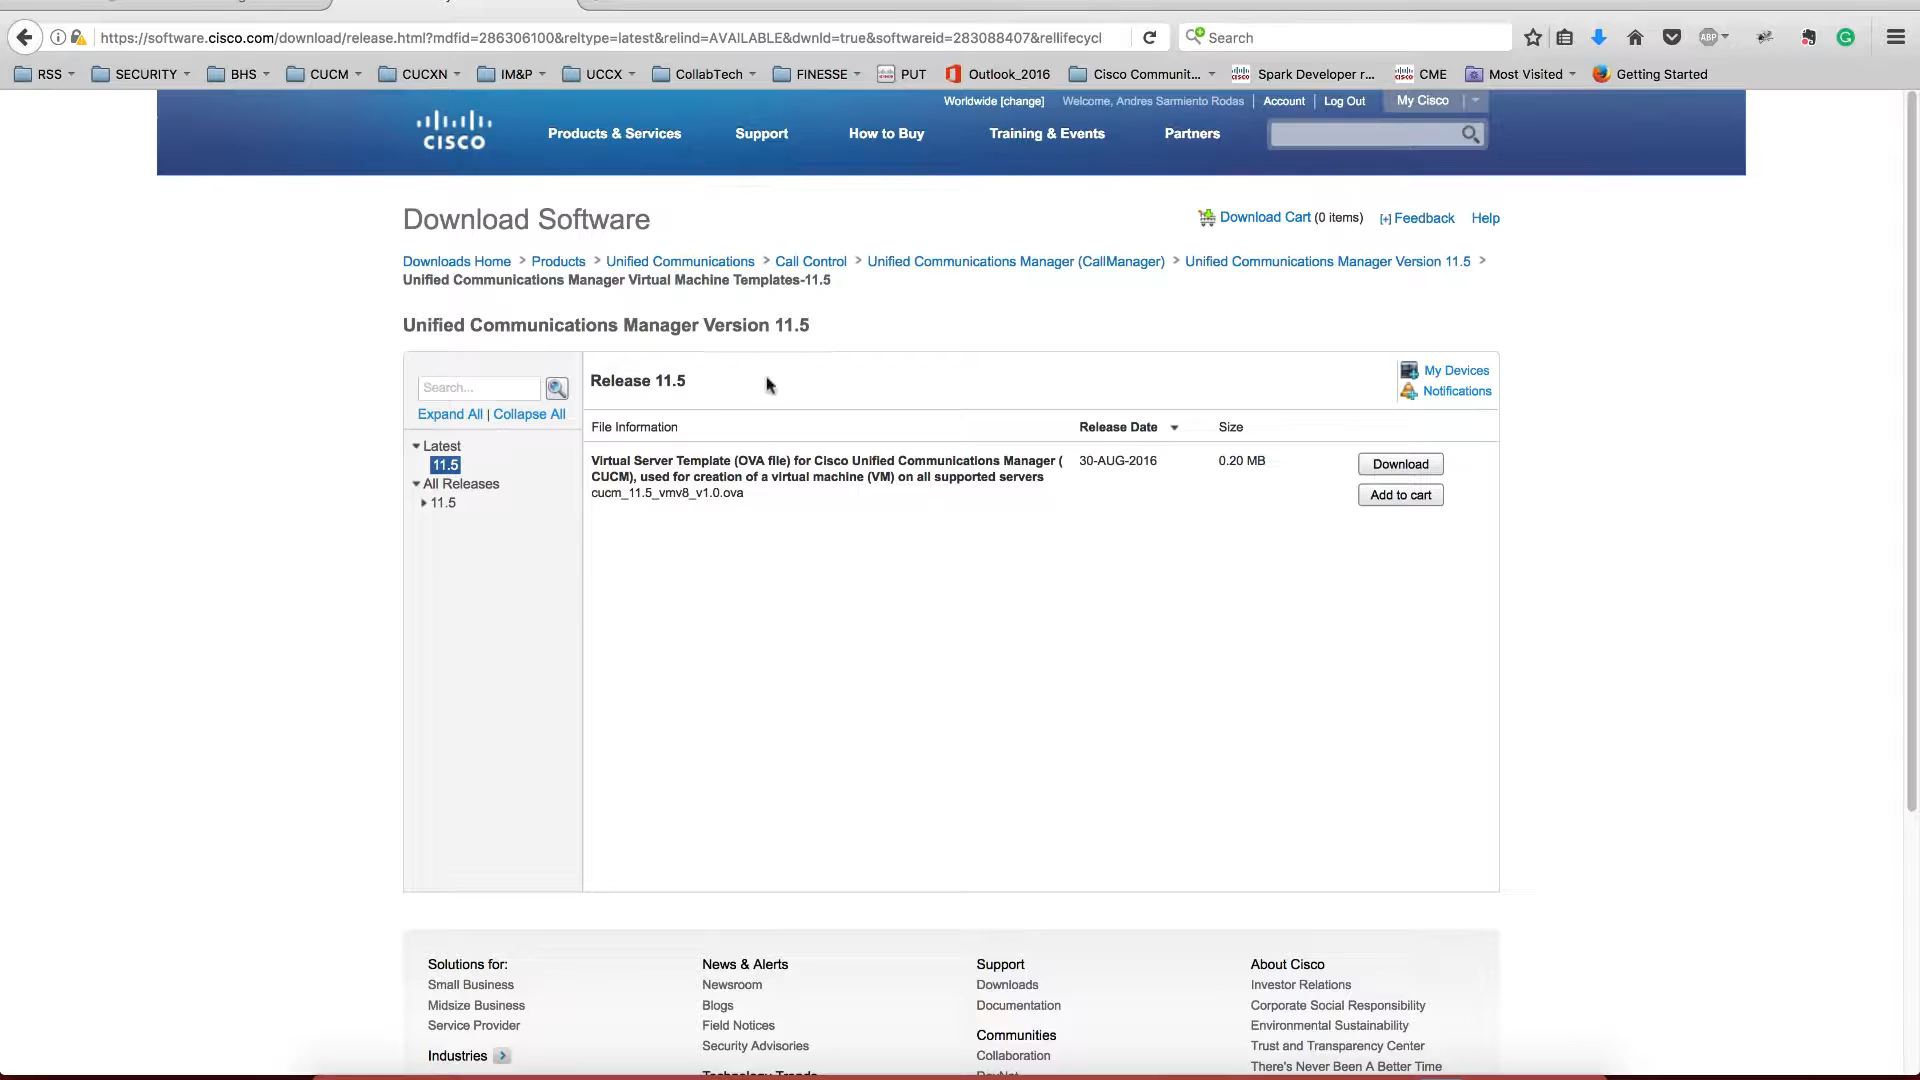 https://software.cisco.com/download/release.html?mdfid=286306100&reltype=latest&relind=AVAILABLE&dwnld=true&softwareid=283088407&rellifecycl
Search
RSS SECURITY BHS CUCM CUCXN IM&P UCCX CollabTech FINESSE PUT Outlook_2016 Cisco Communit... Spark Developer r... CME Most Visited Getting Started
Worldwide [change] Welcome, Andres Sarmiento Rodas Account Log Out My Cisco
CISCO
Products & Services Support How to Buy Training & Events Partners
Download Software
Download Cart (0 items) [+] Feedback Help
Downloads Home > Products > Unified Communications > Call Control > Unified Communications Manager (CallManager) > Unified Communications Manager Version 11.5 >
Unified Communications Manager Virtual Machine Templates-11.5
Unified Communications Manager Version 11.5
Search...
Expand All | Collapse All
Latest
11.5
All Releases
11.5
Release 11.5
My Devices
Notifications
File Information Release Date Size
Virtual Server Template (OVA file) for Cisco Unified Communications Manager ( 30-AUG-2016 0.20 MB Download
CUCM), used for creation of a virtual machine (VM) on all supported servers
cucm_11.5_vmv8_v1.0.ova Add to cart
Solutions for:
Small Business
Midsize Business
Service Provider
Industries
News & Alerts
Newsroom
Blogs
Field Notices
Security Advisories
Technology Trends
Support
Downloads
Documentation
Communities
Collaboration
DevNet
About Cisco
Investor Relations
Corporate Social Responsibility
Environmental Sustainability
Trust and Transparency Center
There's Never Been A Better Time